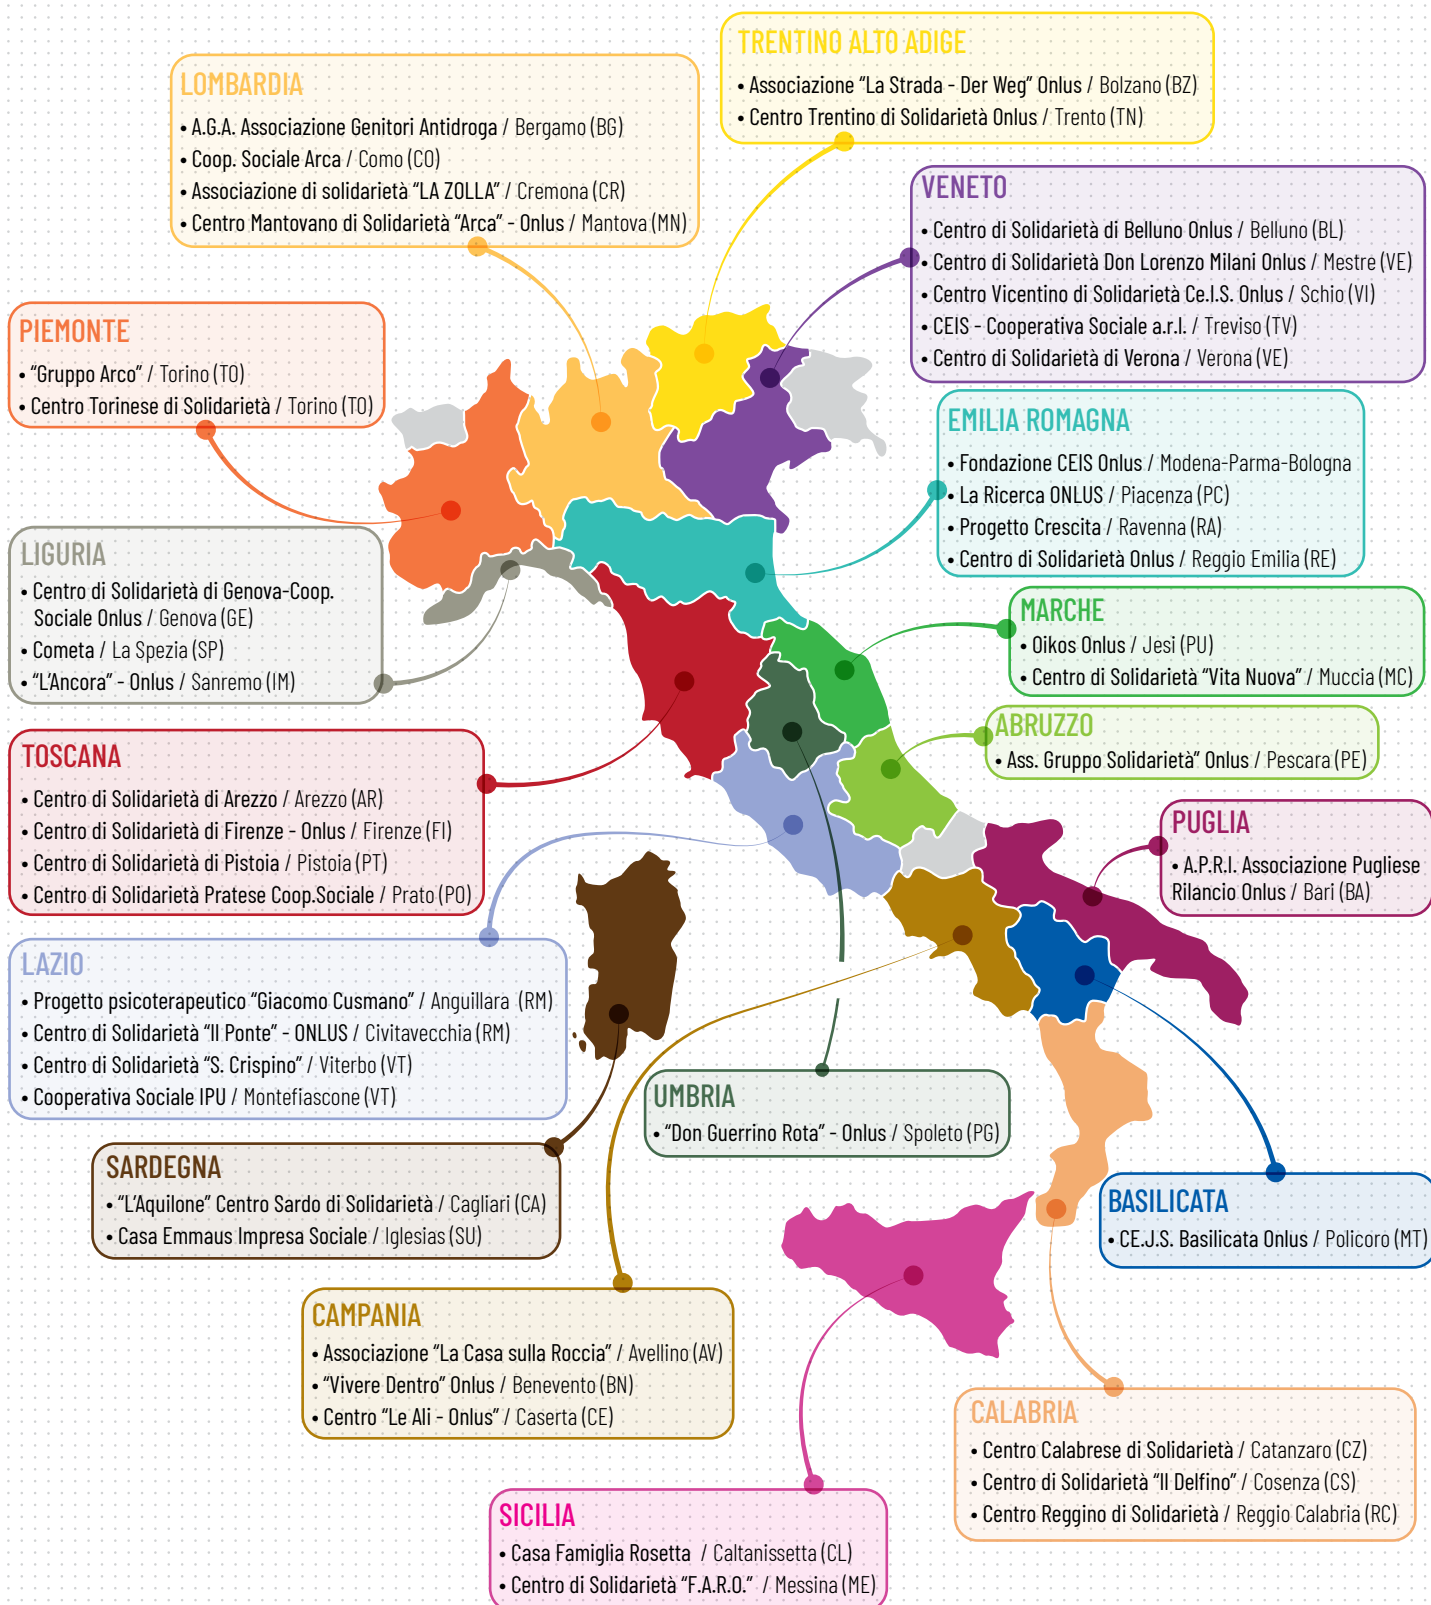 TRENTINO ALTO ADIGE
• Associazione “La Strada - Der Weg” Onlus / Bolzano (BZ)
• Centro Trentino di Solidarietà Onlus / Trento (TN)
LOMBARDIA
• A.G.A. Associazione Genitori Antidroga / Bergamo (BG)
• Coop. Sociale Arca / Como (CO)
• Associazione di solidarietà “LA ZOLLA” / Cremona (CR)
• Centro Mantovano di Solidarietà “Arca” - Onlus / Mantova (MN)
VENETO
• Centro di Solidarietà di Belluno Onlus / Belluno (BL)
• Centro di Solidarietà Don Lorenzo Milani Onlus / Mestre (VE)
• Centro Vicentino di Solidarietà Ce.I.S. Onlus / Schio (VI)
• CEIS - Cooperativa Sociale a.r.l. / Treviso (TV)
• Centro di Solidarietà di Verona / Verona (VE)
PIEMONTE
• “Gruppo Arco” / Torino (TO)
• Centro Torinese di Solidarietà / Torino (TO)
EMILIA ROMAGNA
• Fondazione CEIS Onlus / Modena-Parma-Bologna
• La Ricerca ONLUS / Piacenza (PC)
• Progetto Crescita / Ravenna (RA)
• Centro di Solidarietà Onlus / Reggio Emilia (RE)
LIGURIA
• Centro di Solidarietà di Genova-Coop.
Sociale Onlus / Genova (GE)
• Cometa / La Spezia (SP)
• “L’Ancora” - Onlus / Sanremo (IM)
MARCHE
• Oikos Onlus / Jesi (PU)
• Centro di Solidarietà “Vita Nuova” / Muccia (MC)
ABRUZZO
• Ass. Gruppo Solidarietà” Onlus / Pescara (PE)
TOSCANA
• Centro di Solidarietà di Arezzo / Arezzo (AR)
• Centro di Solidarietà di Firenze - Onlus / Firenze (FI)
• Centro di Solidarietà di Pistoia / Pistoia (PT)
• Centro di Solidarietà Pratese Coop.Sociale / Prato (PO)
PUGLIA
• A.P.R.I. Associazione Pugliese
Rilancio Onlus / Bari (BA)
LAZIO
• Progetto psicoterapeutico “Giacomo Cusmano” / Anguillara (RM)
• Centro di Solidarietà “Il Ponte” - ONLUS / Civitavecchia (RM)
• Centro di Solidarietà “S. Crispino” / Viterbo (VT)
• Cooperativa Sociale IPU / Montefiascone (VT)
UMBRIA
• “Don Guerrino Rota” - Onlus / Spoleto (PG)
SARDEGNA
• “L’Aquilone” Centro Sardo di Solidarietà / Cagliari (CA)
• Casa Emmaus Impresa Sociale / Iglesias (SU)
BASILICATA
• CE.J.S. Basilicata Onlus / Policoro (MT)
CAMPANIA
• Associazione “La Casa sulla Roccia” / Avellino (AV)
• “Vivere Dentro” Onlus / Benevento (BN)
• Centro “Le Ali - Onlus” / Caserta (CE)
CALABRIA
• Centro Calabrese di Solidarietà / Catanzaro (CZ)
• Centro di Solidarietà “Il Delfino” / Cosenza (CS)
• Centro Reggino di Solidarietà / Reggio Calabria (RC)
SICILIA
• Casa Famiglia Rosetta / Caltanissetta (CL)
• Centro di Solidarietà “F.A.R.O.” / Messina (ME)